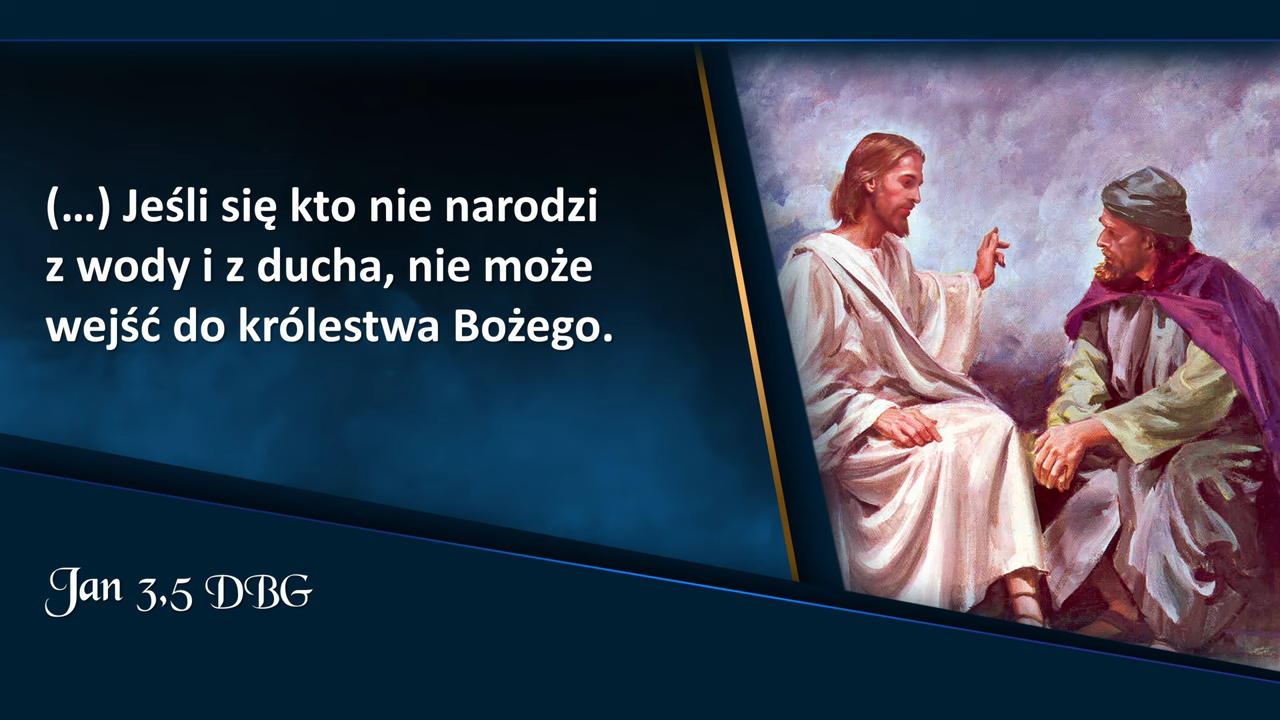 (…) Jeśli się kto nie narodzi
z wody i z ducha, nie może
wejść do królestwa Bożego.
Jan 3,5 DBG